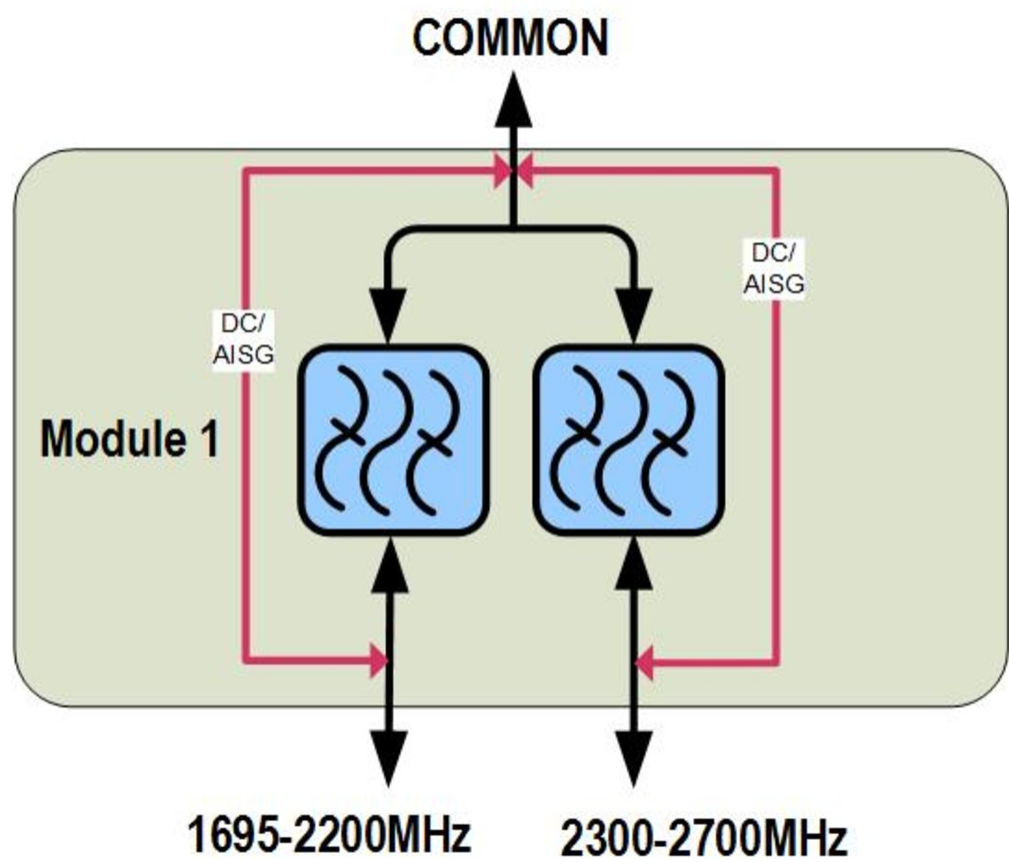 COMMON
DC/
AISG
DC/
AISG
Module 1
1695-2200MHz
2300-2700MHz